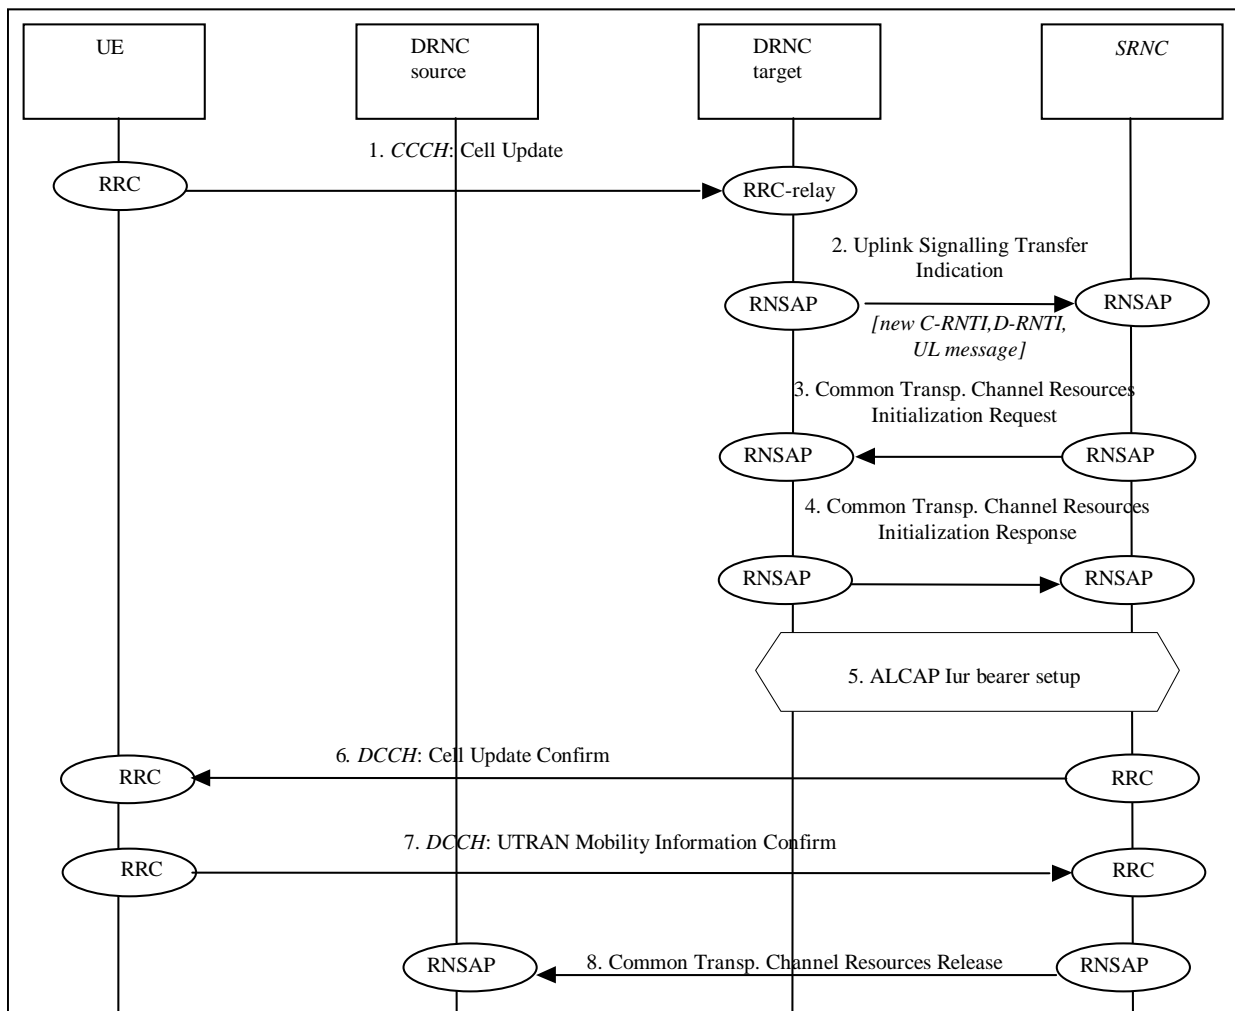 UE
DRNC
source
DRNC
target
SRNC
1. CCCH: Cell Update
RRC
RRC-relay
2. Uplink Signalling Transfer
Indication
RNSAP
RNSAP
[new C-RNTI,D-RNTI,
UL message]
3. Common Transp. Channel Resources
Initialization Request
RNSAP
RNSAP
4. Common Transp. Channel Resources
Initialization Response
RNSAP
RNSAP
5. ALCAP Iur bearer setup
6. DCCH: Cell Update Confirm
RRC
RRC
7. DCCH: UTRAN Mobility Information Confirm
RRC
RRC
8. Common Transp. Channel Resources Release
RNSAP
RNSAP